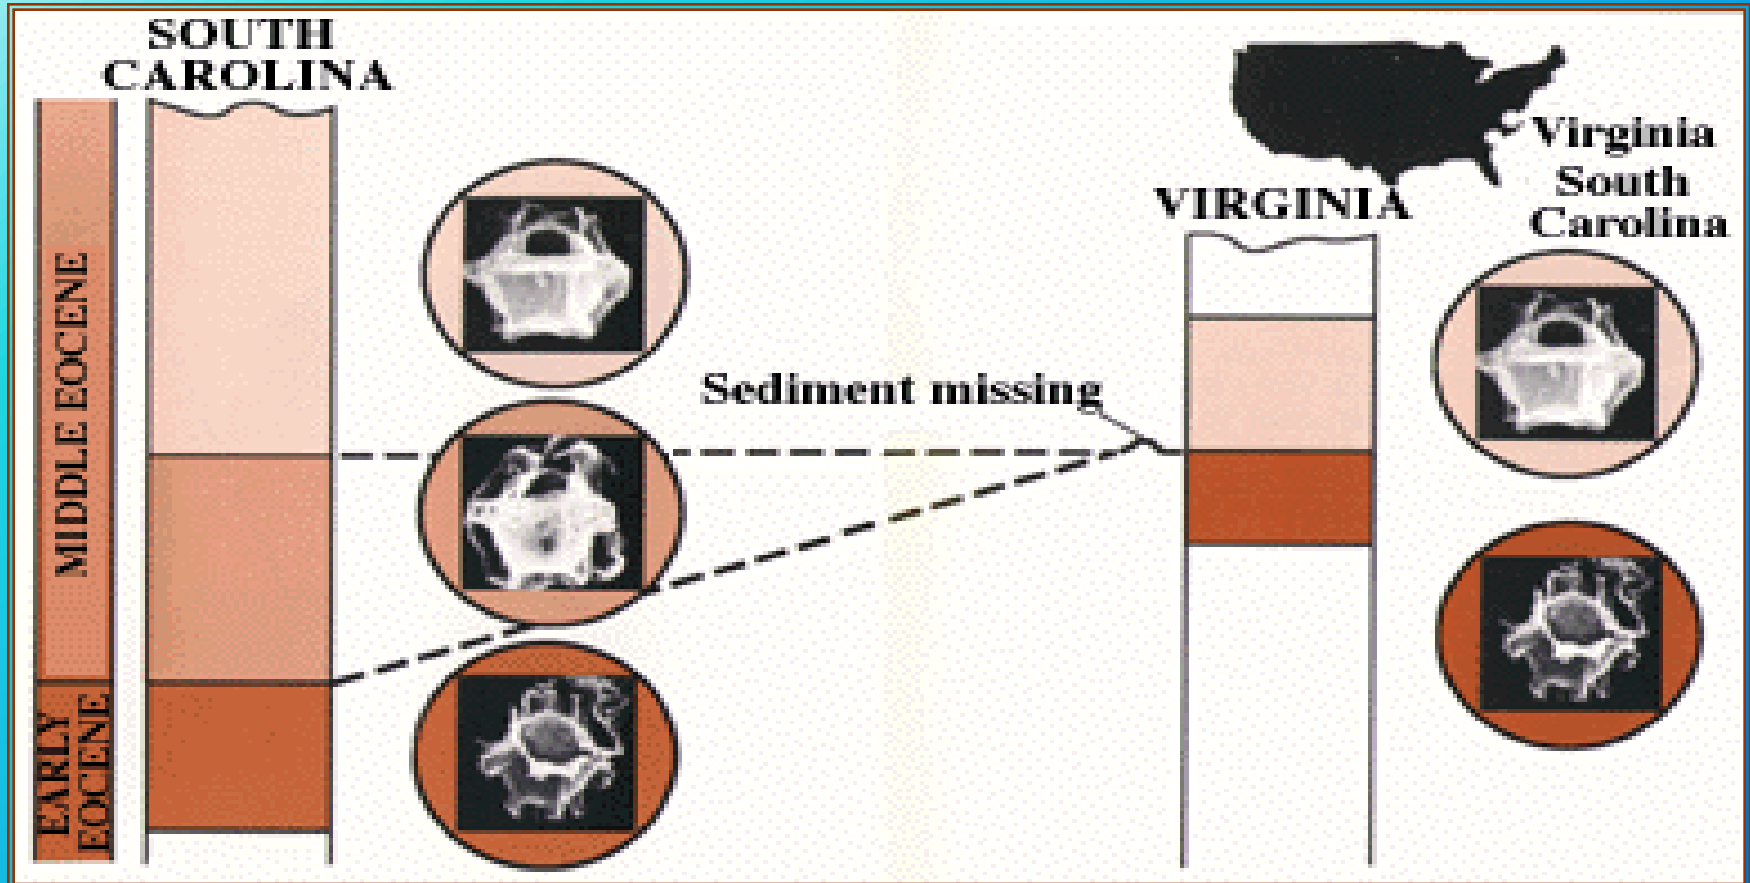 SOUTH
CAROLINA
MIDDLE EOCENE
EARLY
EOCENE
Sediment missing
VIRGINIA
Virginia
South
Carolina